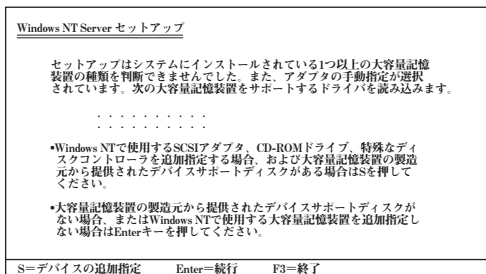 Windows NT Server セットアップ
セットアップはシステムにインストールされている1つ以上の大容量記憶
装置の種類を判断できませんでした。また、アダプタの手動指定が選択
されています。次の大容量記憶装置をサポートするドライバを読み込みます。
. . . . . . . . . .
. . . . . . . . . .
•Windows NTで使用するSCSIアダプタ、CD-ROMドライブ、特殊なディ
スクコントローラを追加指定する場合、および大容量記憶装置の製造
元から提供されたデバイスサポートディスクがある場合はSを押して
ください。
•大容量記憶装置の製造元から提供されたデバイスサポートディスクが
ない場合、またはWindows NTで使用する大容量記憶装置を追加指定し
ない場合はEnterキーを押してください。
S＝デバイスの追加指定 Enter＝続行 F3＝終了